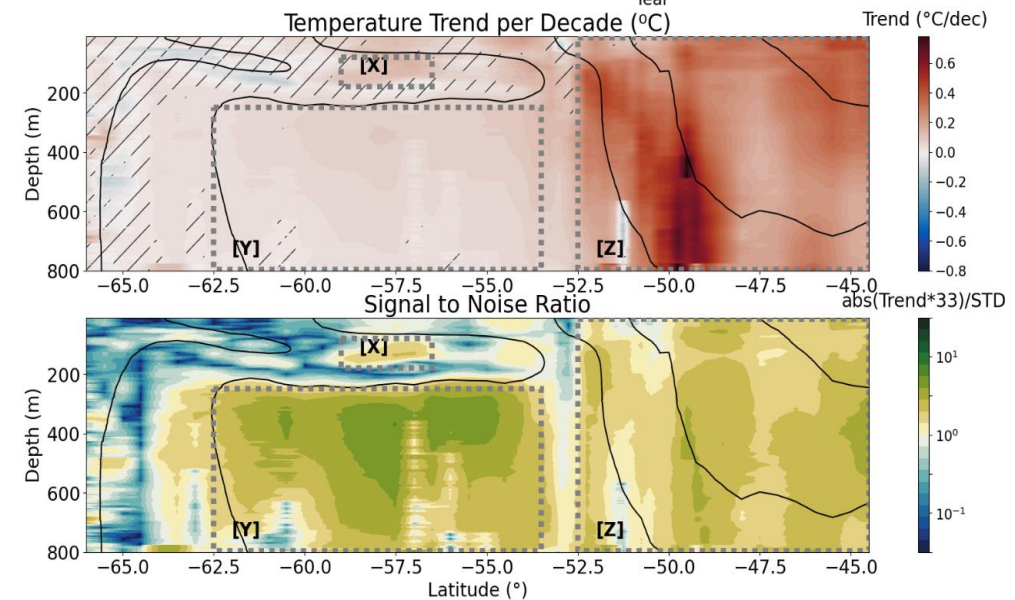 Temperature Trend per Decade (⁰C)
Trend (°C/dec)
[X]
[Y]
[Z]
Depth (m)
200
400
600
800
−65.0
−62.5
−60.0
−57.5
−55.0
−52.5
−50.0
−47.5
−45.0
0.6
0.4
0.2
0.0
−0.2
−0.4
−0.6
−0.8
Signal to Noise Ratio
abs(Trend*33)/STD
[X]
[Y]
[Z]
Depth (m)
200
400
600
800
−65.0
−62.5
−60.0
−57.5
−55.0
−52.5
−50.0
−47.5
−45.0
Latitude (°)
10¹
10⁰
10⁻¹